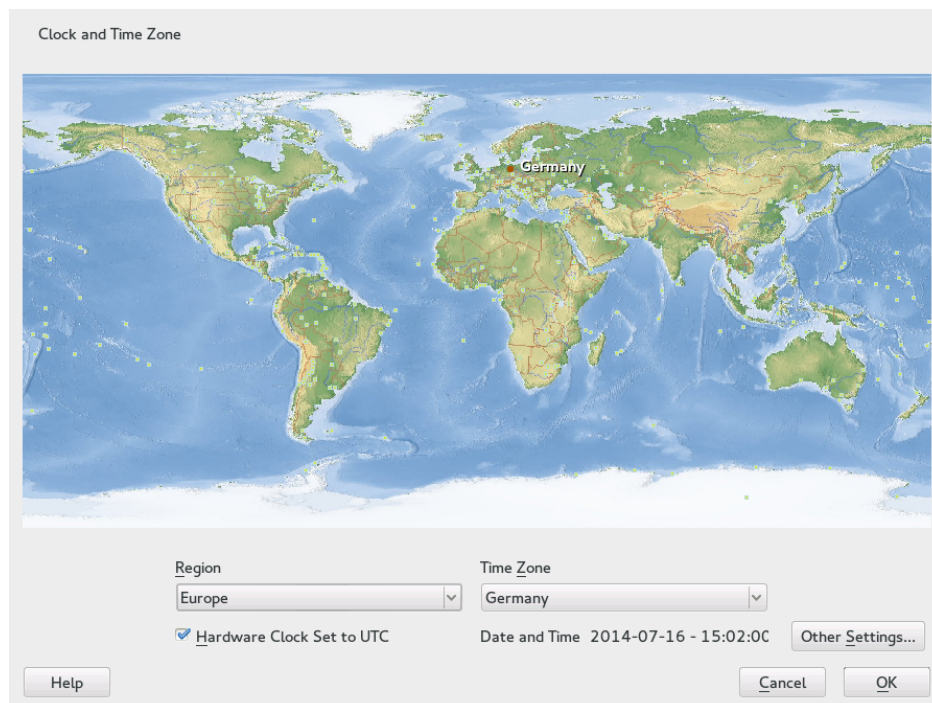 Clock and Time Zone
Germany
Region
Time Zone
Europe
Germany
Hardware Clock Set to UTC
Date and Time 2014-07-16 - 15:02:00
Other Settings...
Help
Cancel
OK